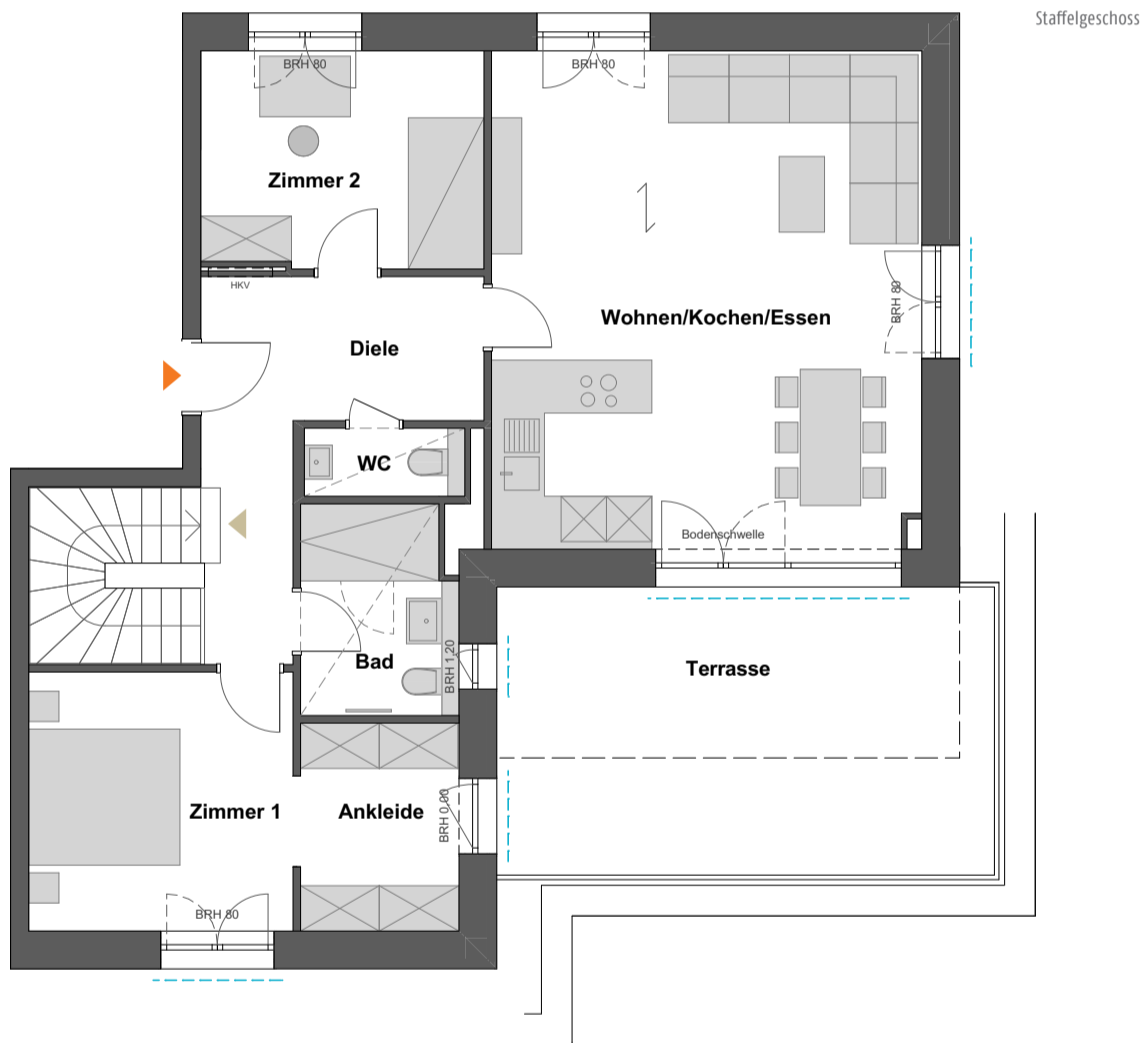 Staffelgeschoss
BRH 80
BRH 80
Zimmer 2
HKV
BRH 80
Wohnen/Kochen/Essen
Diele
WC
Bodenschwelle
Bad
BRH 1,20
Terrasse
Zimmer 1
Ankleide
BRH 0,00
BRH 80